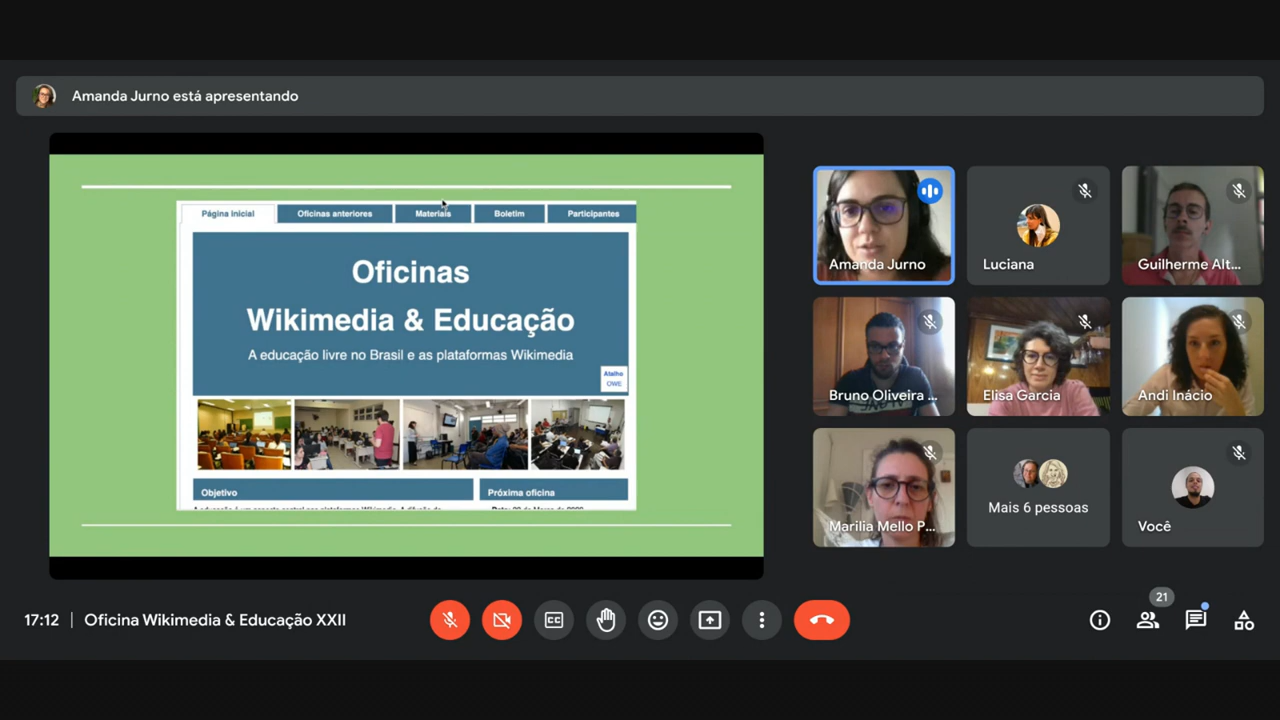 Amanda Jurno está apresentando
Página inicial
Oficinas anteriores
Materiais
Boletim
Participantes
Oficinas
Wikimedia & Educação
A educação livre no Brasil e as plataformas Wikimedia
Atalho
OWE
Objetivo
Próxima oficina
Amanda Jurno
Luciana
Guilherme Alt...
Bruno Oliveira ...
Elisa Garcia
Andi Inácio
Marilia Mello P...
Mais 6 pessoas
Você
17:12 | Oficina Wikimedia & Educação XXII
CC
21